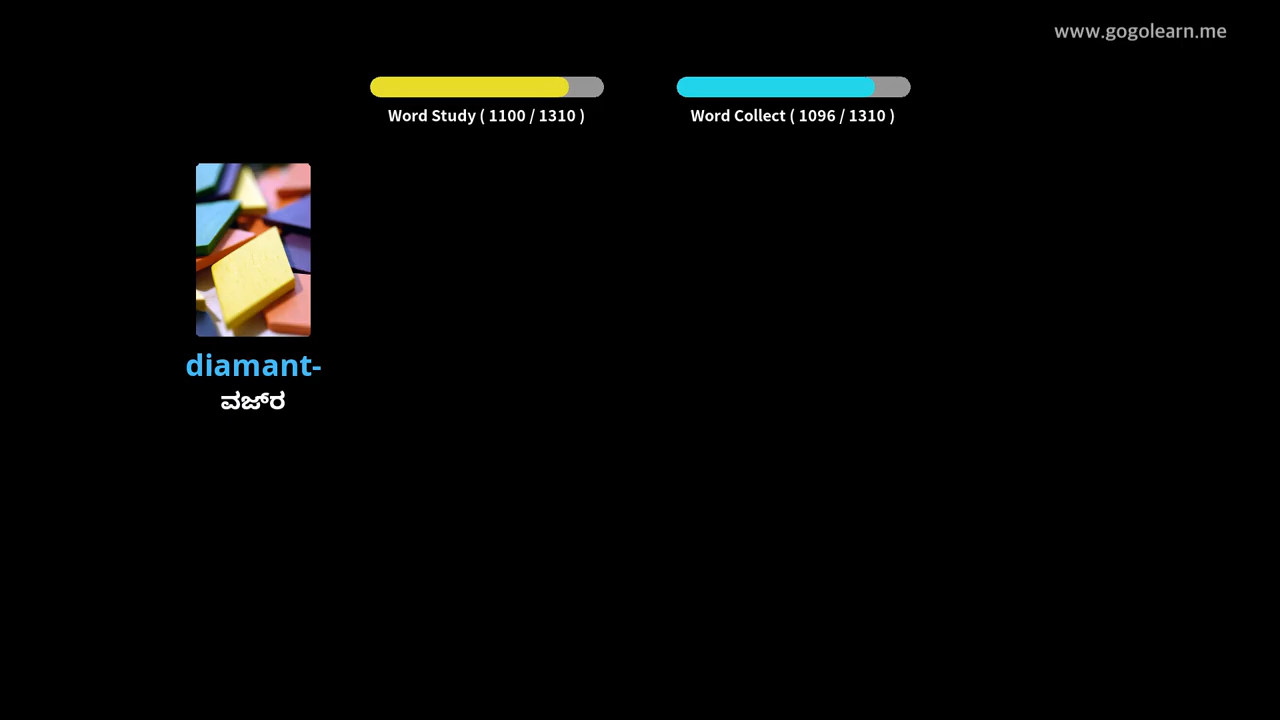 www.gogolearn.me
Word Study ( 1100 / 1310 )
Word Collect ( 1096 / 1310 )
diamant-
ವಜ್‌ರ